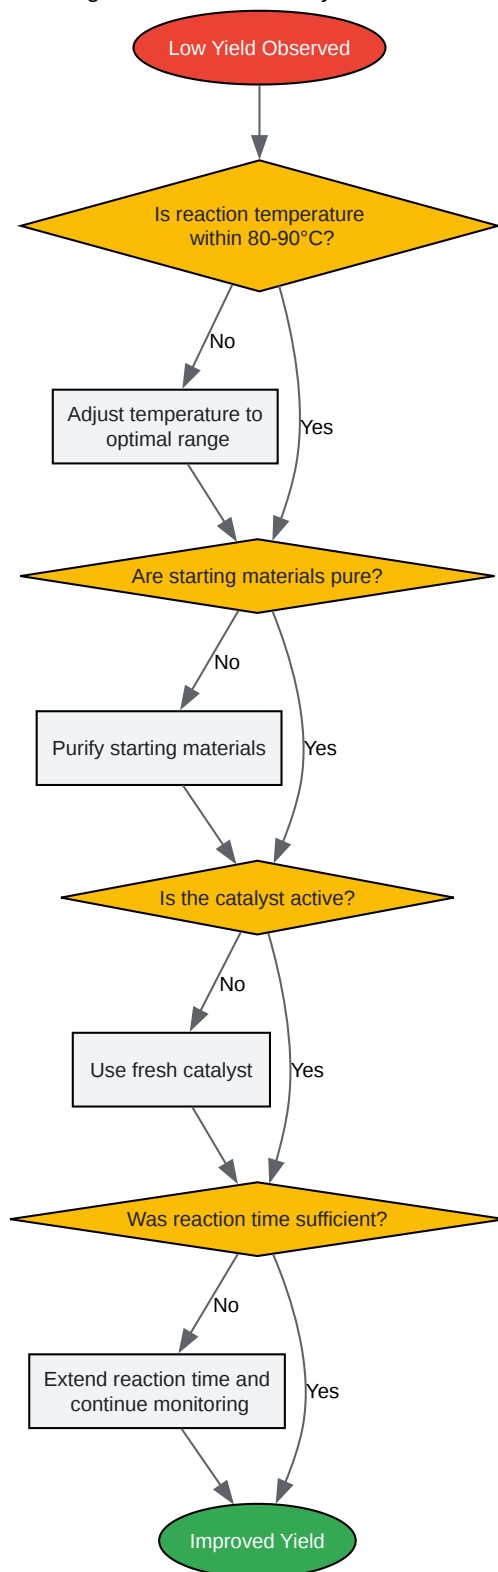 Low Yield Observed
Is reaction temperature
within 80-90°C?
No
Adjust temperature to
optimal range
Yes
Are starting materials pure?
No
Purify starting materials
Yes
Is the catalyst active?
No
Use fresh catalyst
Yes
Was reaction time sufficient?
No
Extend reaction time and
continue monitoring
Yes
Improved Yield